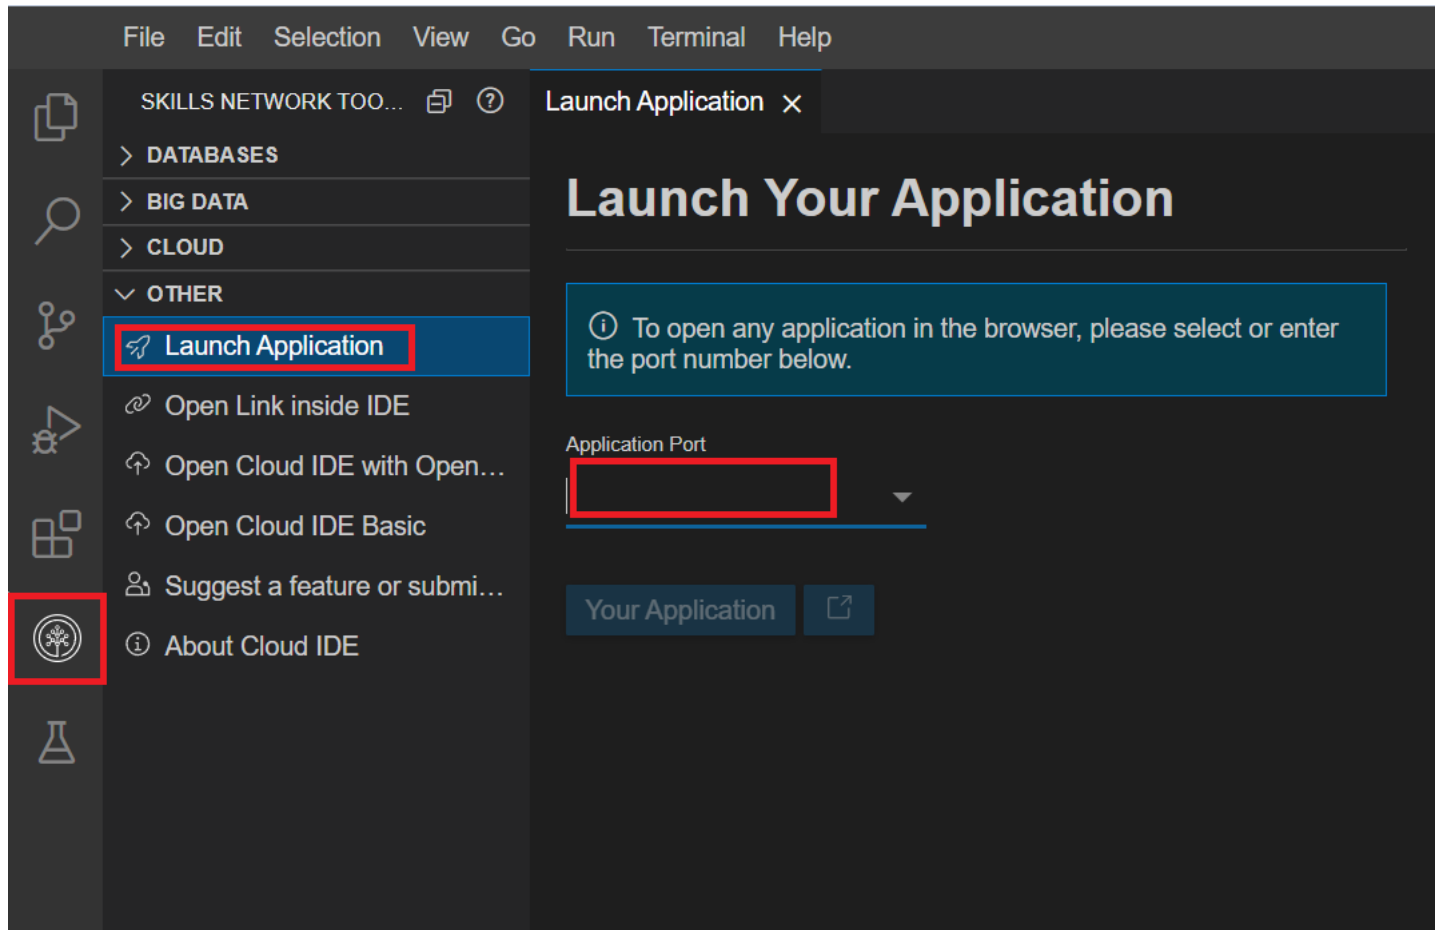 File Edit Selection View Go Run Terminal Help
SKILLS NETWORK TOO...
DATABASES
BIG DATA
CLOUD
OTHER
Launch Application
Open Link inside IDE
Open Cloud IDE with Open...
Open Cloud IDE Basic
Suggest a feature or submi...
About Cloud IDE
Launch Application
Launch Your Application
To open any application in the browser, please select or enter
the port number below.
Application Port
Your Application